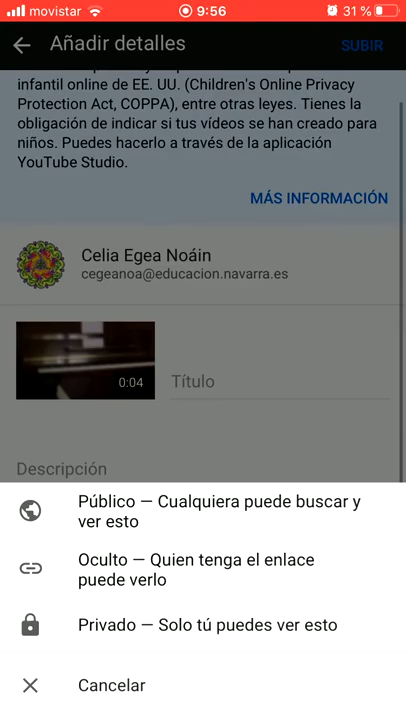 movistar 9:56 31 %
Añadir detalles SUBIR
infantil online de EE. UU. (Children's Online Privacy
Protection Act, COPPA), entre otras leyes. Tienes la
obligación de indicar si tus vídeos se han creado para
niños. Puedes hacerlo a través de la aplicación
YouTube Studio.
MÁS INFORMACIÓN
Celia Egea Noáin
cegeanoa@educacion.navarra.es
0:04
Título
Descripción
Público — Cualquiera puede buscar y
ver esto
Oculto — Quien tenga el enlace
puede verlo
Privado — Solo tú puedes ver esto
Cancelar